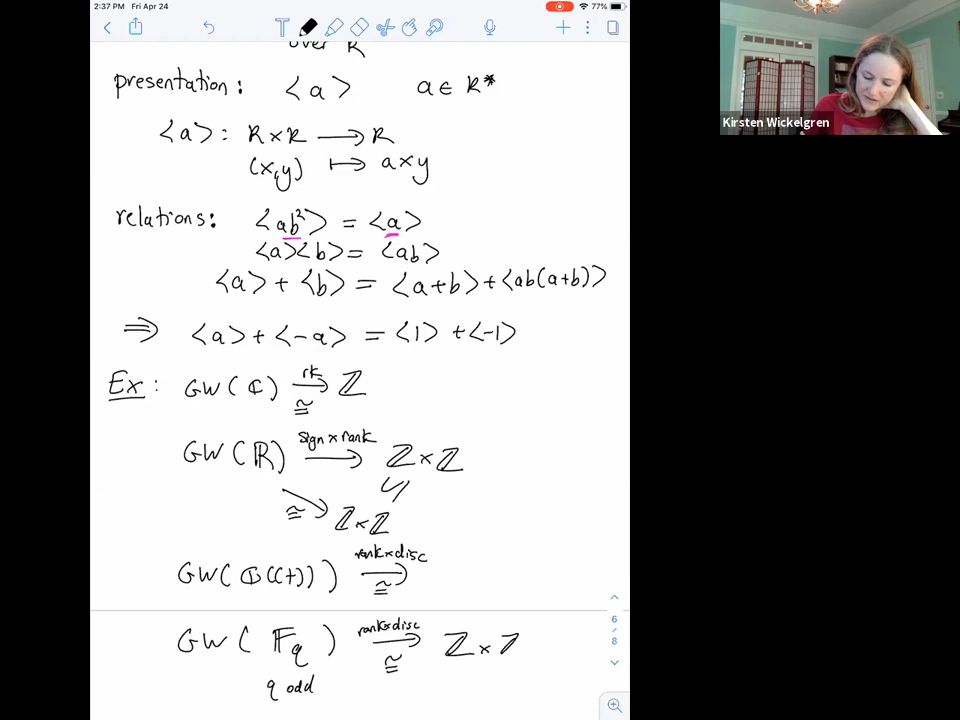 2:37 PM Fri Apr 24
77%
over R
presentation: <a> a ∈ R*
<a>: R × R ⟶ R
(x,y) ⟼ axy
relations: <ab²> = <a>
<a><b> = <ab>
<a> + <b> = <a+b> + <ab(a+b)>
⟹ <a> + <-a> = <1> + <-1>
Ex: GW(ℂ) rk ⟶ ≅ ℤ
GW(ℝ) sign × rank ⟶ ℤ × ℤ
≅ ℤ × ℤ
GW(ℂ((t))) rank × disc ⟶ ≅
GW(𝔽q) rank × disc ⟶ ≅ ℤ × 
q odd
6
/
8
Kirsten Wickelgren